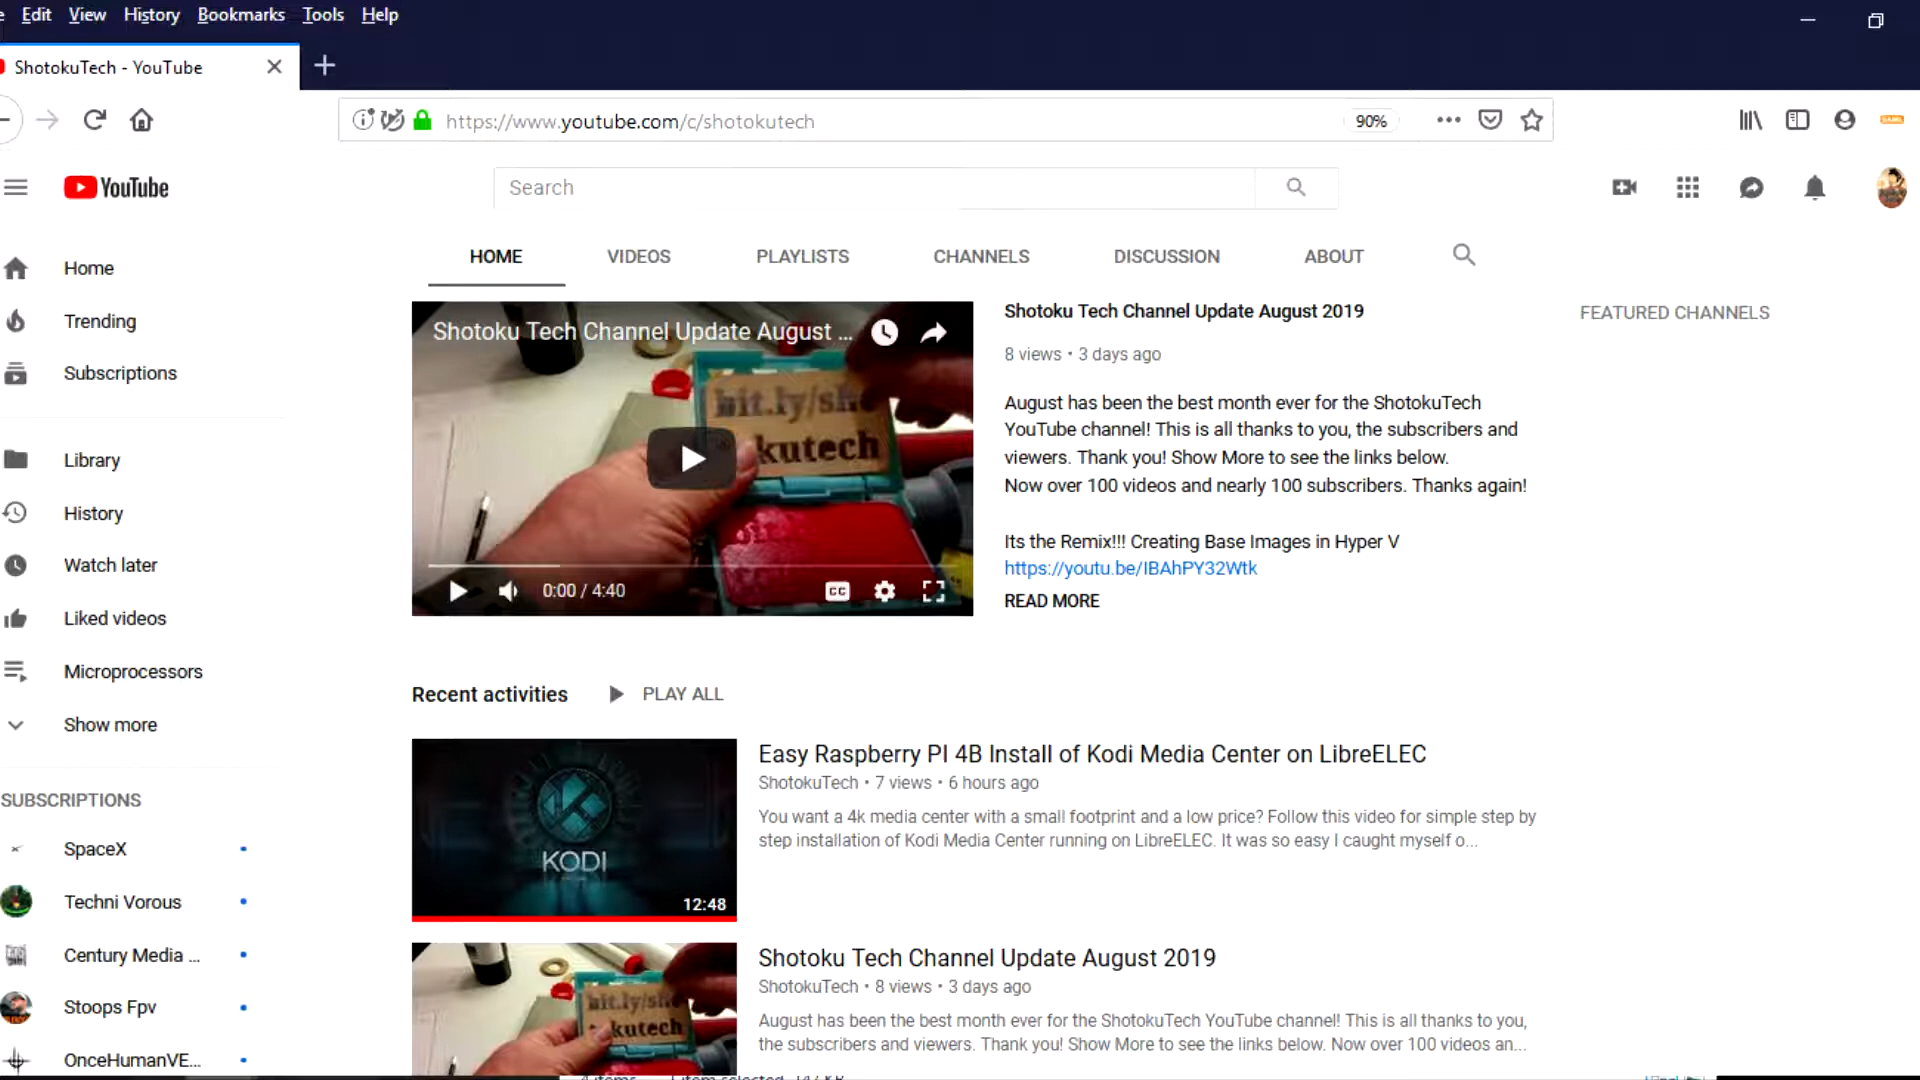 Edit View History Bookmarks Tools Help
ShotokuTech - YouTube
https://www.youtube.com/c/shotokutech
90%
YouTube
Search
Home
Trending
Subscriptions
Library
History
Watch later
Liked videos
Microprocessors
Show more
SUBSCRIPTIONS
SpaceX
Techni Vorous
Century Media ...
Stoops Fpv
OnceHumanVE...
HOME VIDEOS PLAYLISTS CHANNELS DISCUSSION ABOUT
Shotoku Tech Channel Update August ...
bit.ly/sho
kutech
0:00 / 4:40
CC
Shotoku Tech Channel Update August 2019
8 views • 3 days ago
August has been the best month ever for the ShotokuTech
YouTube channel! This is all thanks to you, the subscribers and
viewers. Thank you! Show More to see the links below.
Now over 100 videos and nearly 100 subscribers. Thanks again!
Its the Remix!!! Creating Base Images in Hyper V
https://youtu.be/IBAhPY32Wtk
READ MORE
FEATURED CHANNELS
Recent activities PLAY ALL
KODI
12:48
Easy Raspberry PI 4B Install of Kodi Media Center on LibreELEC
ShotokuTech • 7 views • 6 hours ago
You want a 4k media center with a small footprint and a low price? Follow this video for simple step by
step installation of Kodi Media Center running on LibreELEC. It was so easy I caught myself o...
bit.ly/sho
kutech
Shotoku Tech Channel Update August 2019
ShotokuTech • 8 views • 3 days ago
August has been the best month ever for the ShotokuTech YouTube channel! This is all thanks to you,
the subscribers and viewers. Thank you! Show More to see the links below. Now over 100 videos an...